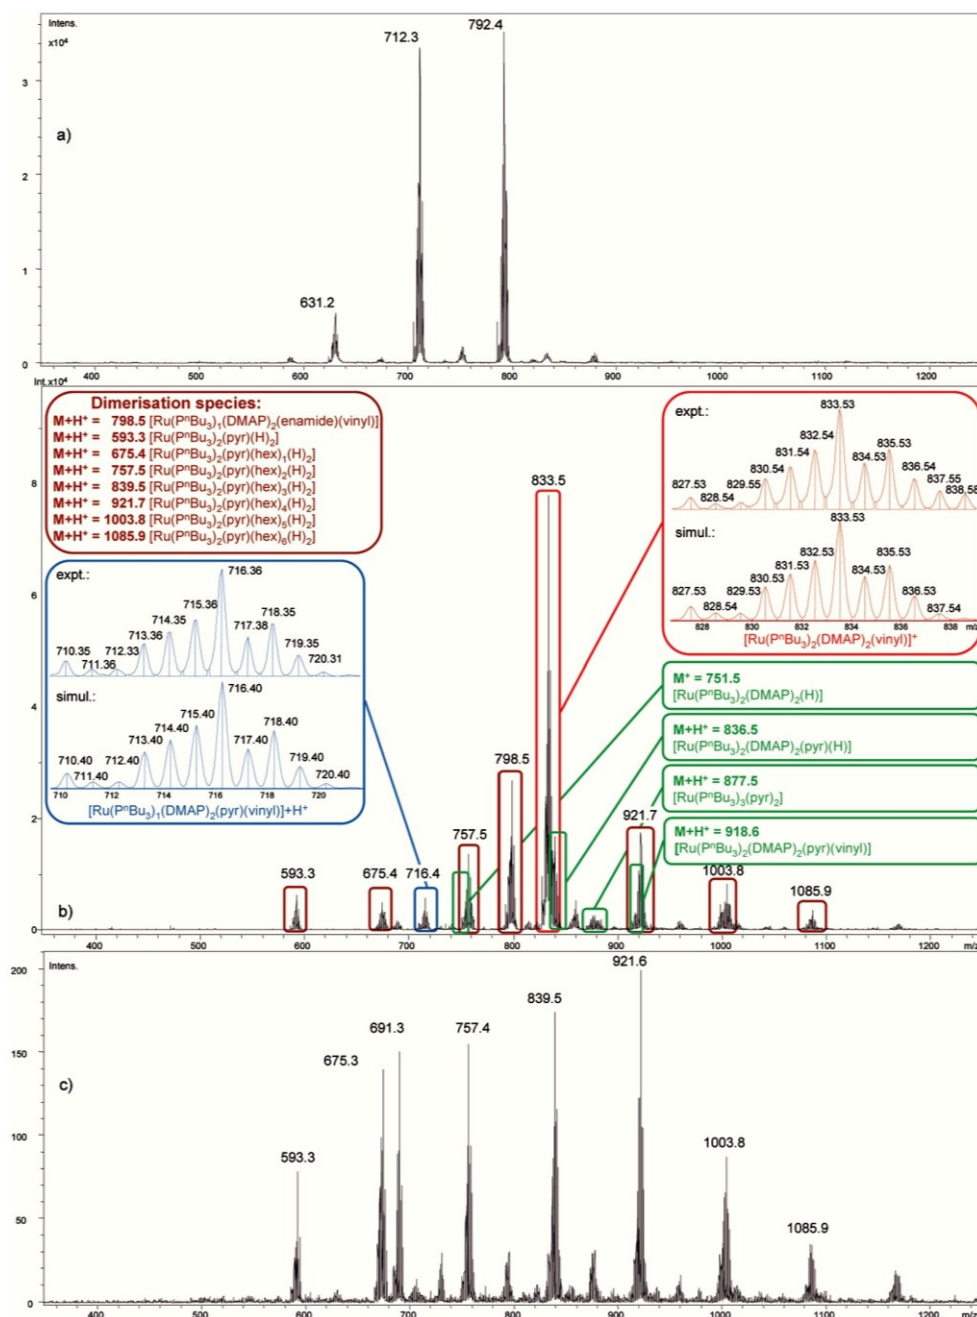 Intens.
x10⁴
792.4
712.3
3
a)
2
1
631.2
400 500 600 700 800 900 1000 1100 1200
Int.x10⁴
Dimerisation species:
M+H⁺ = 798.5 [Ru(PⁿBu₃)₁(DMAP)₂(enamide)(vinyl)]
M+H⁺ = 593.3 [Ru(PⁿBu₃)₂(pyr)(H)₂]
M+H⁺ = 675.4 [Ru(PⁿBu₃)₂(pyr)(hex)₁(H)₂]
M+H⁺ = 757.5 [Ru(PⁿBu₃)₂(pyr)(hex)₂(H)₂]
M+H⁺ = 839.5 [Ru(PⁿBu₃)₂(pyr)(hex)₃(H)₂]
M+H⁺ = 921.7 [Ru(PⁿBu₃)₂(pyr)(hex)₄(H)₂]
M+H⁺ = 1003.8 [Ru(PⁿBu₃)₂(pyr)(hex)₅(H)₂]
M+H⁺ = 1085.9 [Ru(PⁿBu₃)₂(pyr)(hex)₆(H)₂]
expt.:
833.53
832.54
835.53
831.54
834.53
830.54
836.54
829.55
837.55
827.53
838.58
828.54
simul.:
833.53
832.53
835.53
831.53
834.53
830.53
836.53
829.53
827.53
828.54
837.54
828 830 832 834 836 838 m/z
[Ru(PⁿBu₃)₂(DMAP)₂(vinyl)]⁺
8
833.5
6
expt.:
716.36
715.36
718.35
714.35
717.38
713.36
719.35
710.35
712.33
711.36
720.31
simul.:
716.40
715.40
718.40
714.40
713.40
717.40
719.40
710.40
712.40
711.40
720.40
710 712 714 716 718 720
[Ru(PⁿBu₃)₁(DMAP)₂(pyr)(vinyl)]+H⁺
M⁺ = 751.5
[Ru(PⁿBu₃)₂(DMAP)₂(H)]
M+H⁺ = 836.5
[Ru(PⁿBu₃)₂(DMAP)₂(pyr)(H)]
M+H⁺ = 877.5
[Ru(PⁿBu₃)₃(pyr)₂]
M+H⁺ = 918.6
[Ru(PⁿBu₃)₂(DMAP)₂(pyr)(vinyl)]
4
2
798.5
757.5
921.7
593.3
675.4
716.4
1003.8
1085.9
b)
0
400 500 600 700 800 900 1000 1100 1200 m/z
Intens.
200
921.6
839.5
691.3
757.4
150
675.3
c)
100
593.3
1003.8
50
1085.9
0
400 500 600 700 800 900 1000 1100 1200 m/z